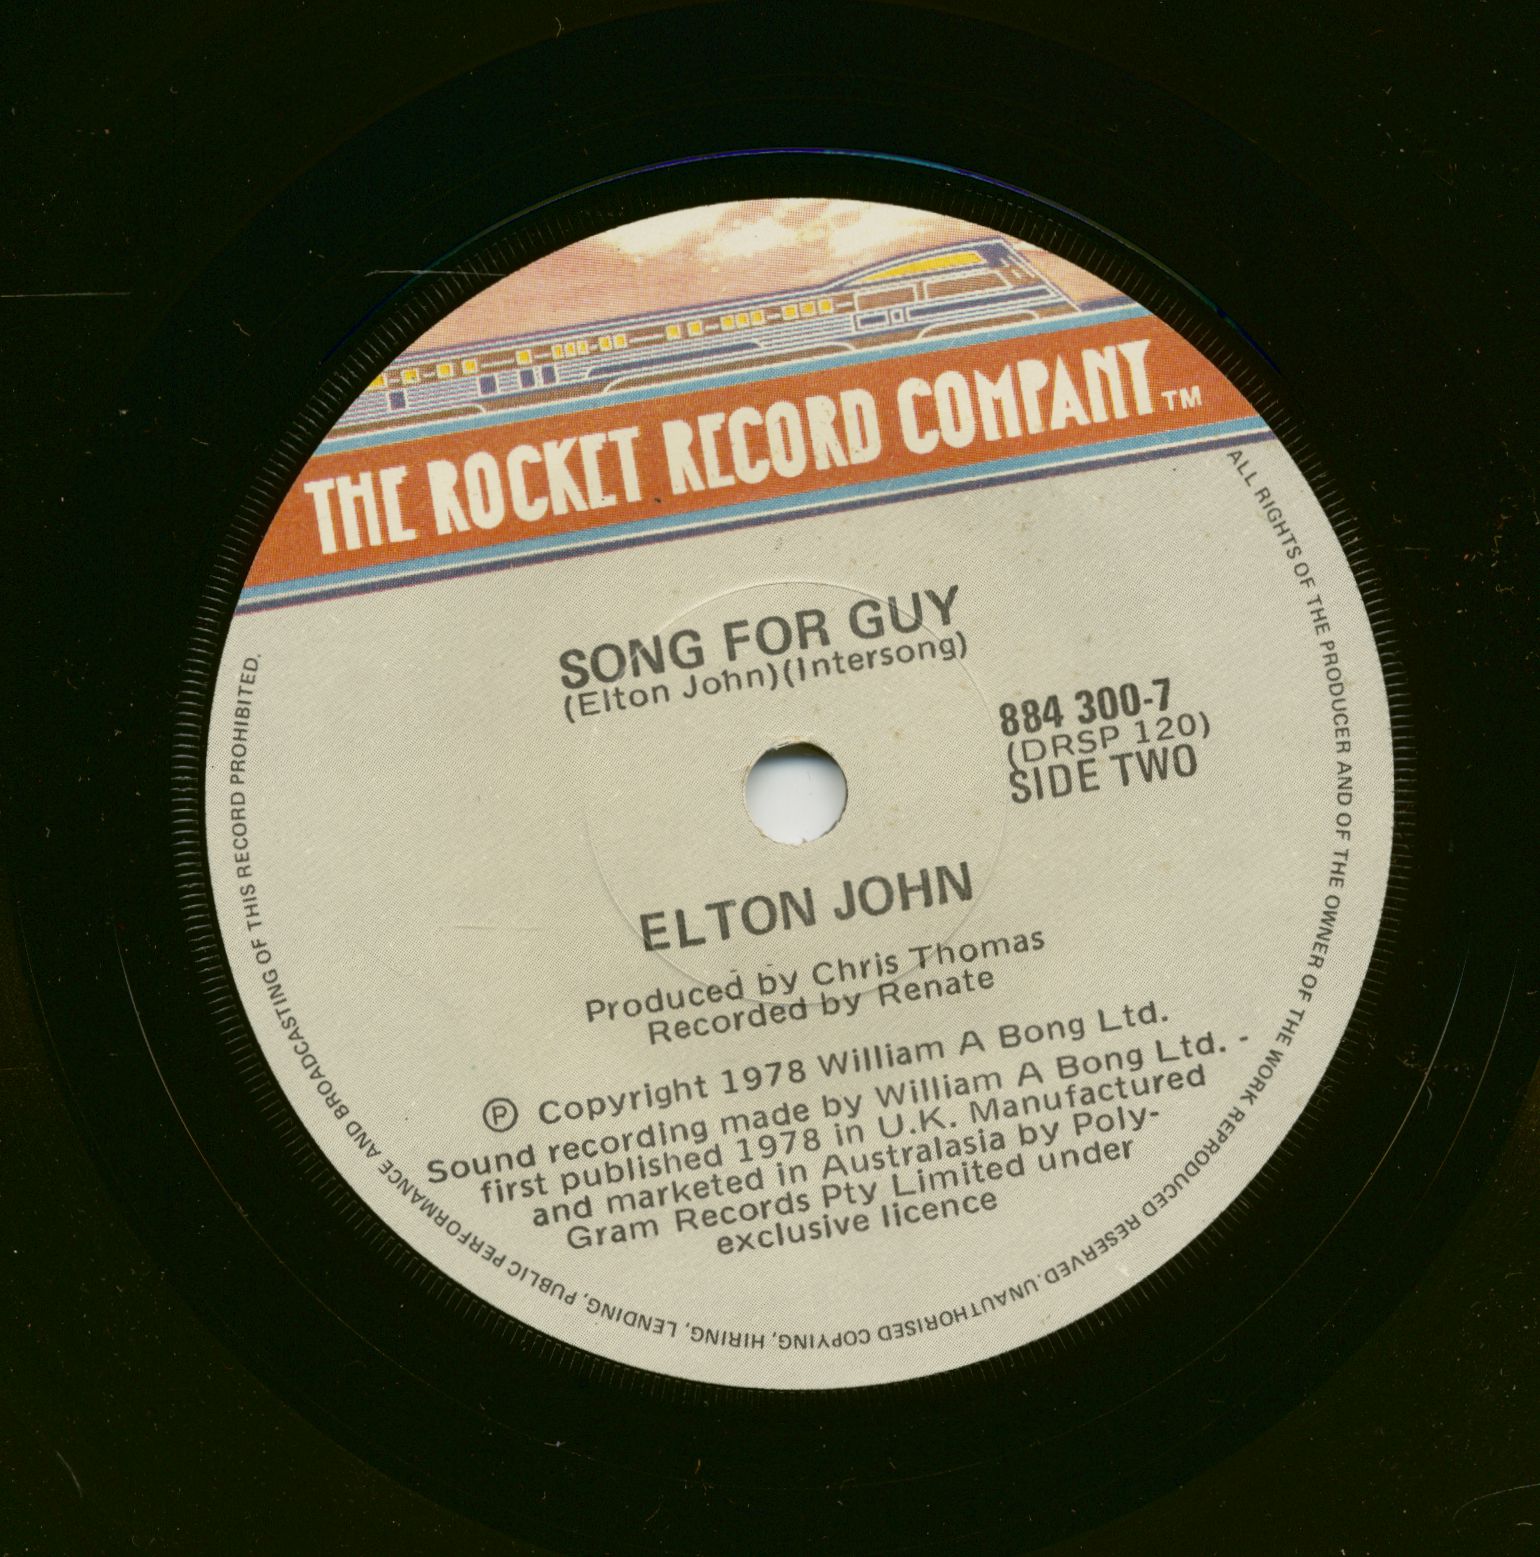 THE ROCKET RECORD COMPANY TM
SONG FOR GUY
(Elton John)(Intersong)
884 300-7
(DRSP 120)
SIDE TWO
ELTON JOHN
Produced by Chris Thomas
Recorded by Renate
Ⓟ Copyright 1978 William A Bong Ltd.
Sound recording made by William A Bong Ltd. -
first published 1978 in U.K. Manufactured
and marketed in Australasia by Poly-
Gram Records Pty Limited under
exclusive licence
ALL RIGHTS OF THE PRODUCER AND OF THE OWNER OF THE WORK REPRODUCED RESERVED. UNAUTHORISED COPYING, HIRING, LENDING, PUBLIC PERFORMANCE AND BROADCASTING OF THIS RECORD PROHIBITED.